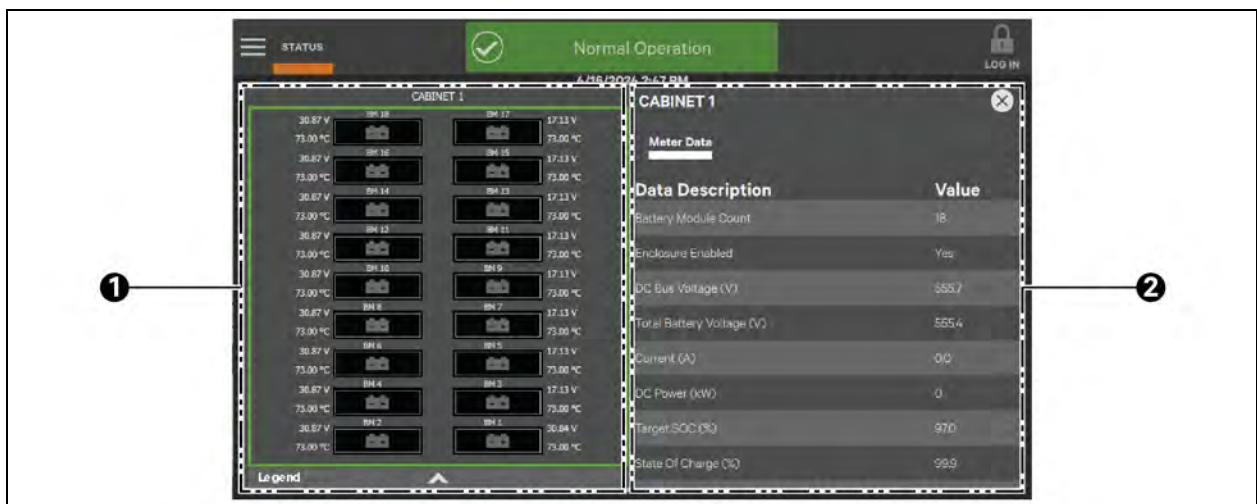 STATUS
Normal Operation
LOG IN
6/16/2026 2:47 PM
CABINET 1
30.87 V BM 18 BM 17 17.13 V
73.00 °C 73.00 °C
30.87 V BM 16 BM 15 17.13 V
73.00 °C 73.00 °C
30.87 V BM 14 BM 13 17.13 V
73.00 °C 73.00 °C
30.87 V BM 12 BM 11 17.13 V
73.00 °C 73.00 °C
30.87 V BM 10 BM 9 17.13 V
73.00 °C 73.00 °C
30.87 V BM 8 BM 7 17.13 V
73.00 °C 73.00 °C
30.87 V BM 6 BM 5 17.13 V
73.00 °C 73.00 °C
30.87 V BM 4 BM 3 17.13 V
73.00 °C 73.00 °C
30.87 V BM 2 BM 1 30.84 V
73.00 °C 73.00 °C
Legend
CABINET 1
Meter Data
Data Description Value
Battery Module Count 18
Enclosure Enabled Yes
DC Bus Voltage (V) 555.7
Total Battery Voltage (V) 555.4
Current (A) 0.0
DC Power (kW) 0
Target SOC (%) 97.0
State Of Charge (%) 99.9
1
2